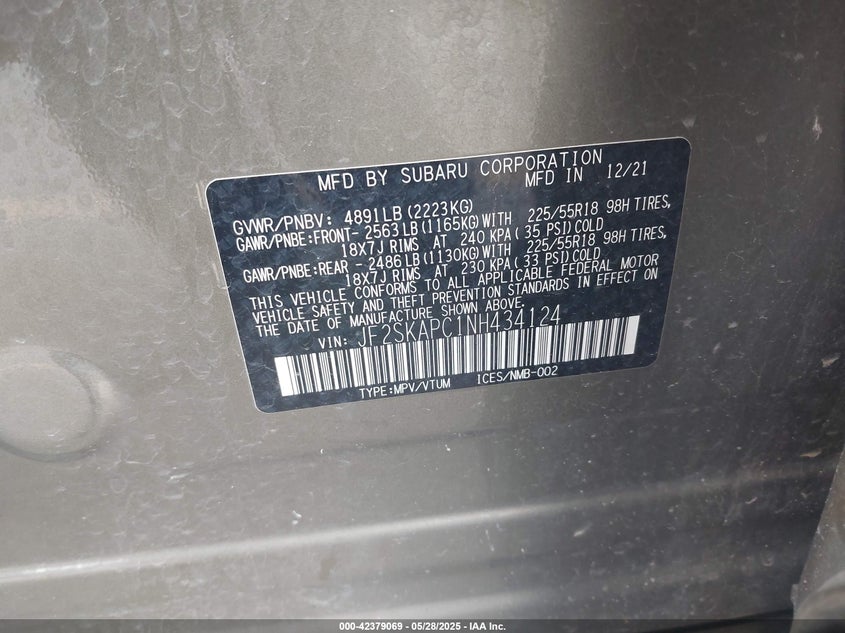 MFD BY SUBARU CORPORATION
MFD IN 12/21
GVWR/PNBV: 4891LB(2223KG)
GAWR/PNBE:FRONT- 2563LB(1165KG)WITH 225/55R18 98H TIRES,
18X7J RIMS AT 240 KPA(35 PSI)COLD
GAWR/PNBE:REAR - 2486LB(1130KG)WITH 225/55R18 98H TIRES,
18X7J RIMS AT 230 KPA(33 PSI)COLD
THIS VEHICLE CONFORMS TO ALL APPLICABLE FEDERAL MOTOR
VEHICLE SAFETY AND THEFT PREVENTION STANDARDS IN EFFECT ON
THE DATE OF MANUFACTURE SHOWN ABOVE.
VIN: JF2SKAPC1NH434124
TYPE:MPV/VTUM ICES/NMB-002
000-42379069 — 05/28/2025 — IAA Inc.